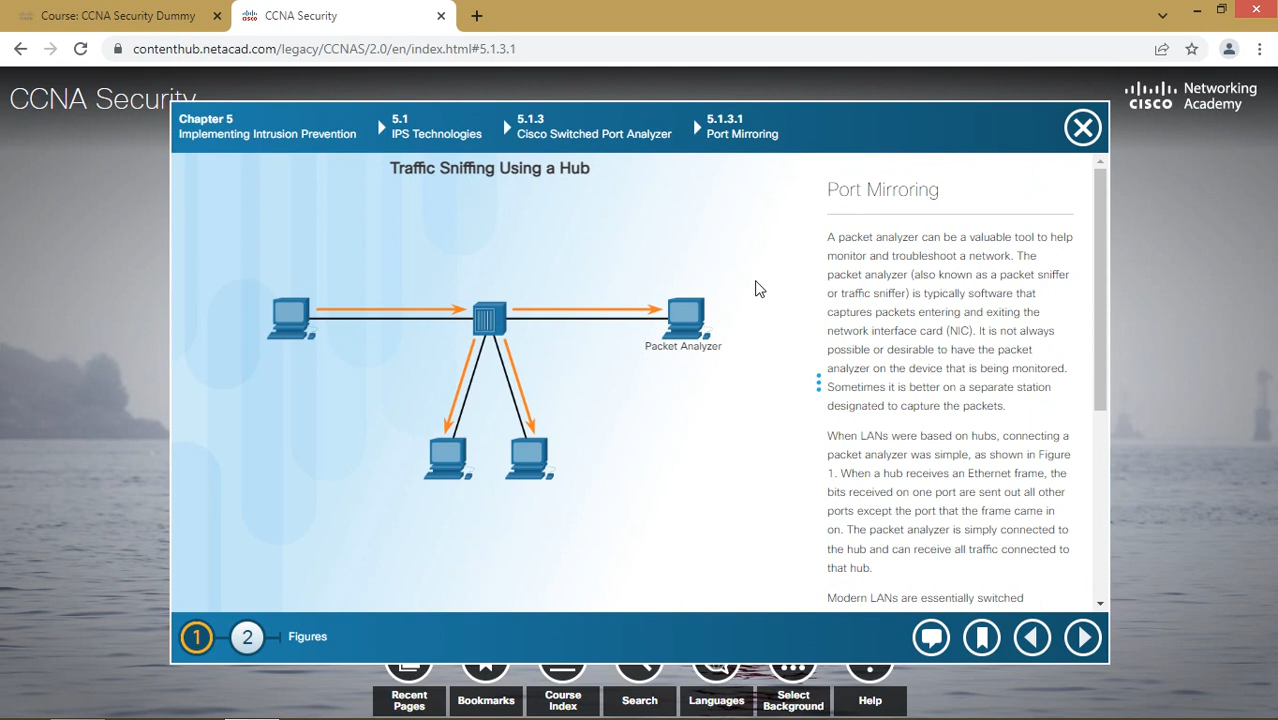 Course: CCNA Security Dummy
CCNA Security
contenthub.netacad.com/legacy/CCNAS/2.0/en/index.html#5.1.3.1
CCNA Security
Networking
CISCO Academy
Chapter 5
Implementing Intrusion Prevention
5.1
IPS Technologies
5.1.3
Cisco Switched Port Analyzer
5.1.3.1
Port Mirroring
Traffic Sniffing Using a Hub
Packet Analyzer
Port Mirroring
A packet analyzer can be a valuable tool to help
monitor and troubleshoot a network. The
packet analyzer (also known as a packet sniffer
or traffic sniffer) is typically software that
captures packets entering and exiting the
network interface card (NIC). It is not always
possible or desirable to have the packet
analyzer on the device that is being monitored.
Sometimes it is better on a separate station
designated to capture the packets.
When LANs were based on hubs, connecting a
packet analyzer was simple, as shown in Figure
1. When a hub receives an Ethernet frame, the
bits received on one port are sent out all other
ports except the port that the frame came in
on. The packet analyzer is simply connected to
the hub and can receive all traffic connected to
that hub.
Modern LANs are essentially switched
1
2
Figures
Recent
Pages
Bookmarks
Course
Index
Search
Languages
Select
Background
Help